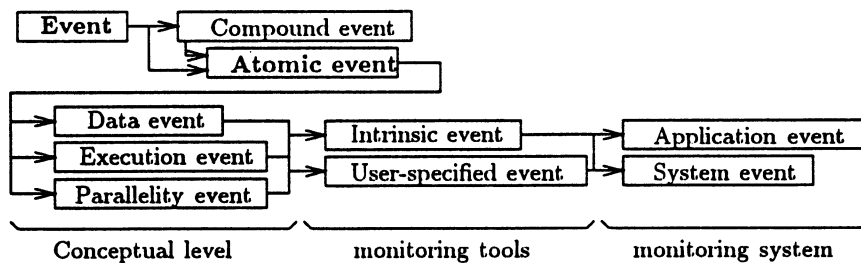 Event
Compound event
Atomic event
Data event
Intrinsic event
Application event
Execution event
Parallelity event
User-specified event
System event
Conceptual level
monitoring tools
monitoring system